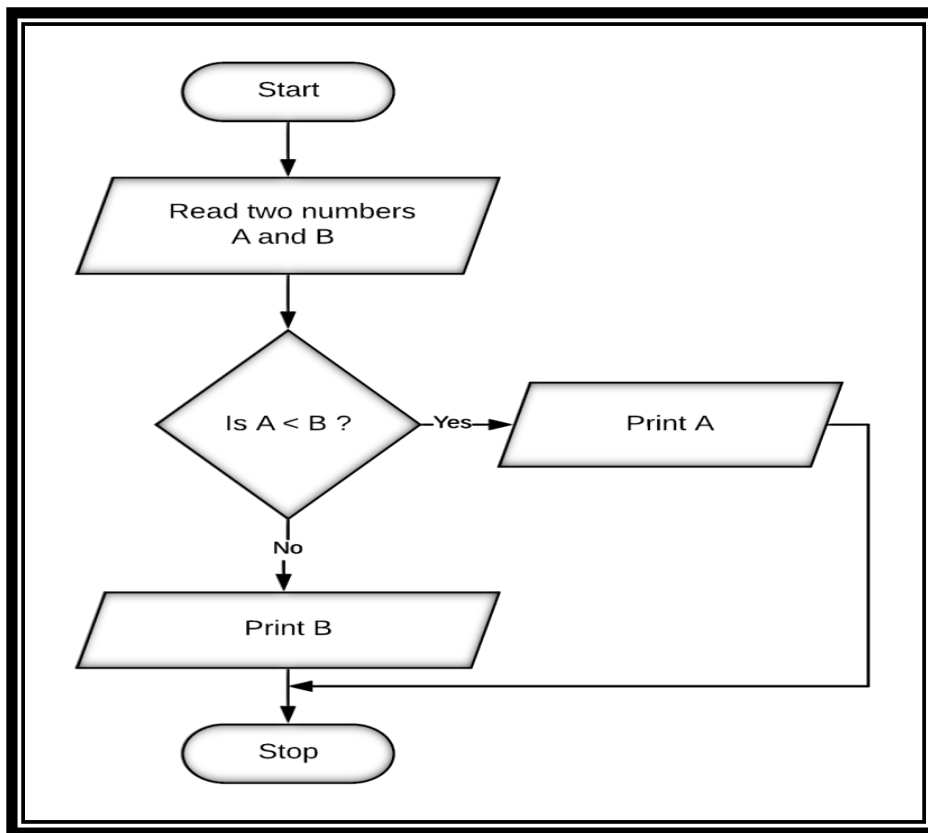 Start
Read two numbers
A and B
Is A < B ?
Yes
Print A
No
Print B
Stop